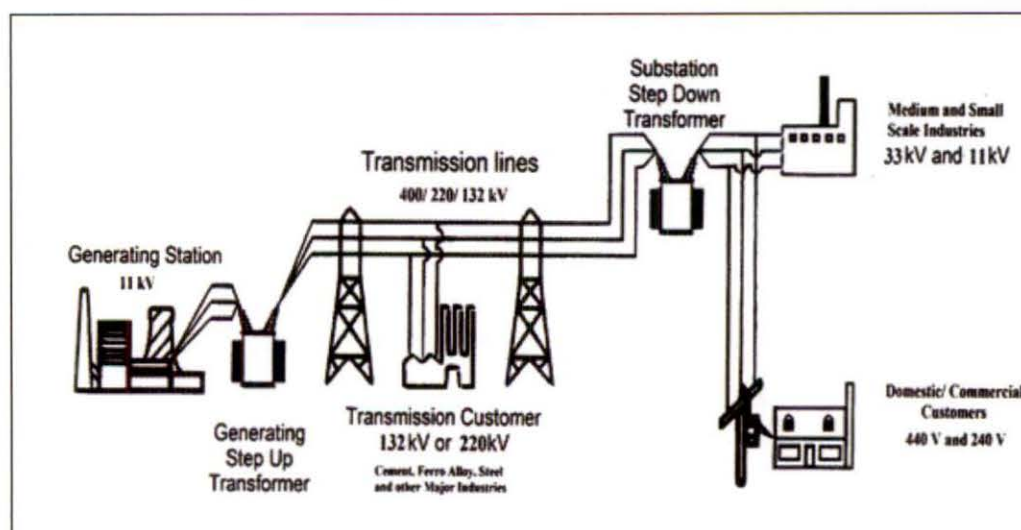 Substation
Step Down
Transformer
Medium and Small
Scale Industries
33kV and 11kV
Transmission lines
400/ 220/ 132 kV
Generating Station
11 kV
Generating
Step Up
Transformer
Transmission Customer
132kV or 220kV
Cement, Ferro Alloy, Steel
and other Major Industries
Domestic/ Commercial
Customers
440 V and 240 V